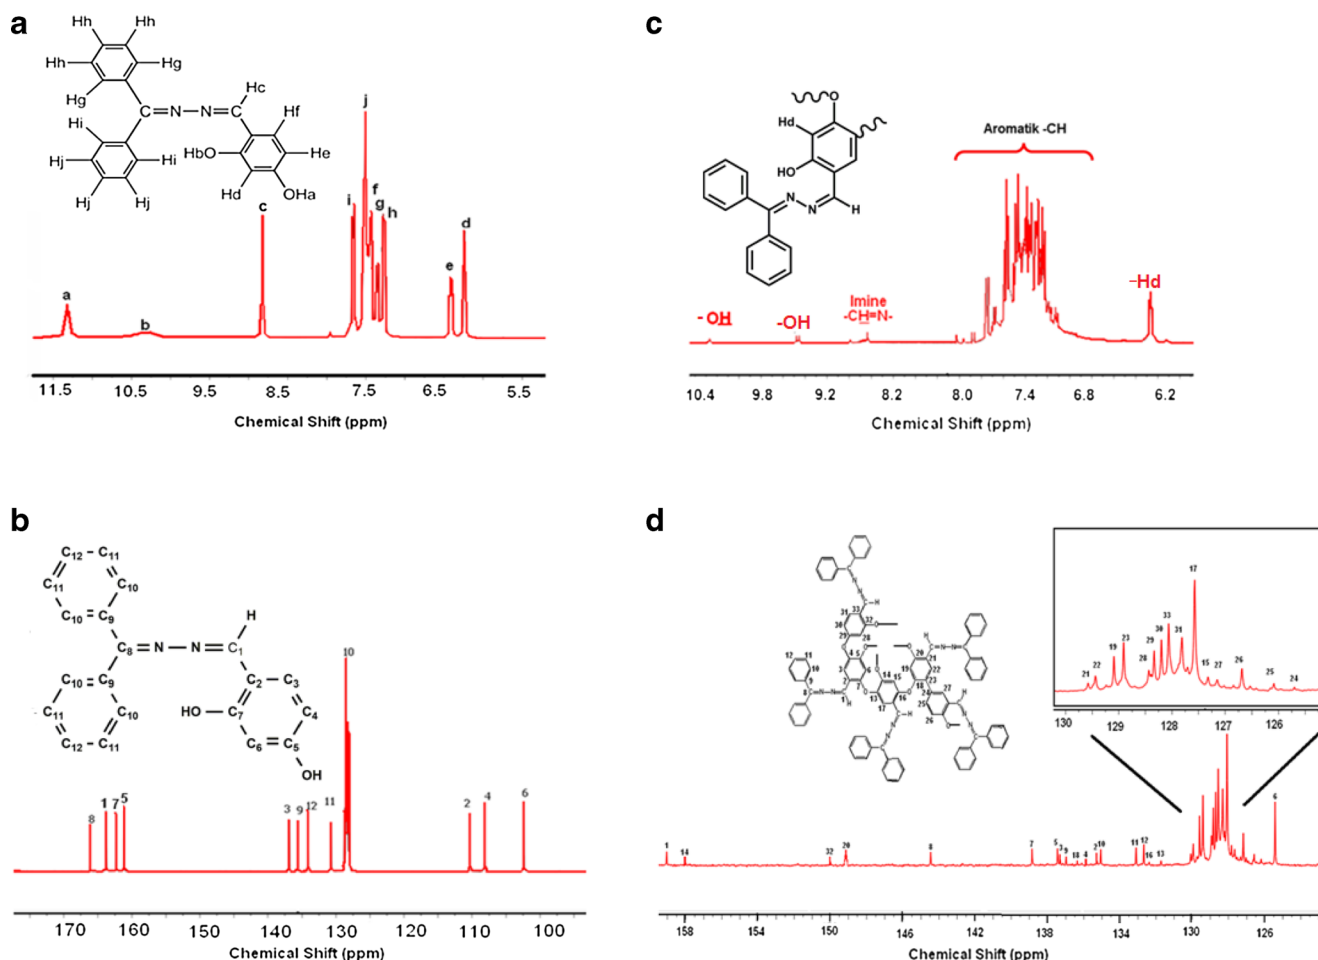 a
Hh Hh
Hh Hg
Hg
C=N—N=C
Hc
Hi
Hf
HbO
He
Hj Hi
Hd OHa
Hj Hj
a
b
c
i
j
f
g
h
e
d
11.5 10.5 9.5 8.5 7.5 6.5 5.5
Chemical Shift (ppm)
c
O
Hd
HO
N
N
H
Aromatik -CH
- OH
-OH
Imine
-CH=N-
-Hd
10.4 9.8 9.2 8.2 8.0 7.4 6.8 6.2
Chemical Shift (ppm)
b
C12 - C11
C11 C10
C10 = C9
H
C8=N — N=C1
C10 - C9
C2 - C3
C11 C10
HO - C7 C4
C12 - C11
C6 - C5
OH
8 1 7 5 3 9 12 11 10 2 4 6
170 160 150 140 130 120 110 100
Chemical Shift (ppm)
d
21 22 19 23 28 29 30 33 31 17 15 27 26 25 24
130 129 128 127 126
1 14 32 20 8 7 5 3 9 18 4 2 10 11 12 16 13 6
158 150 144 142 138 137 134 130 126
Chemical Shift (ppm)